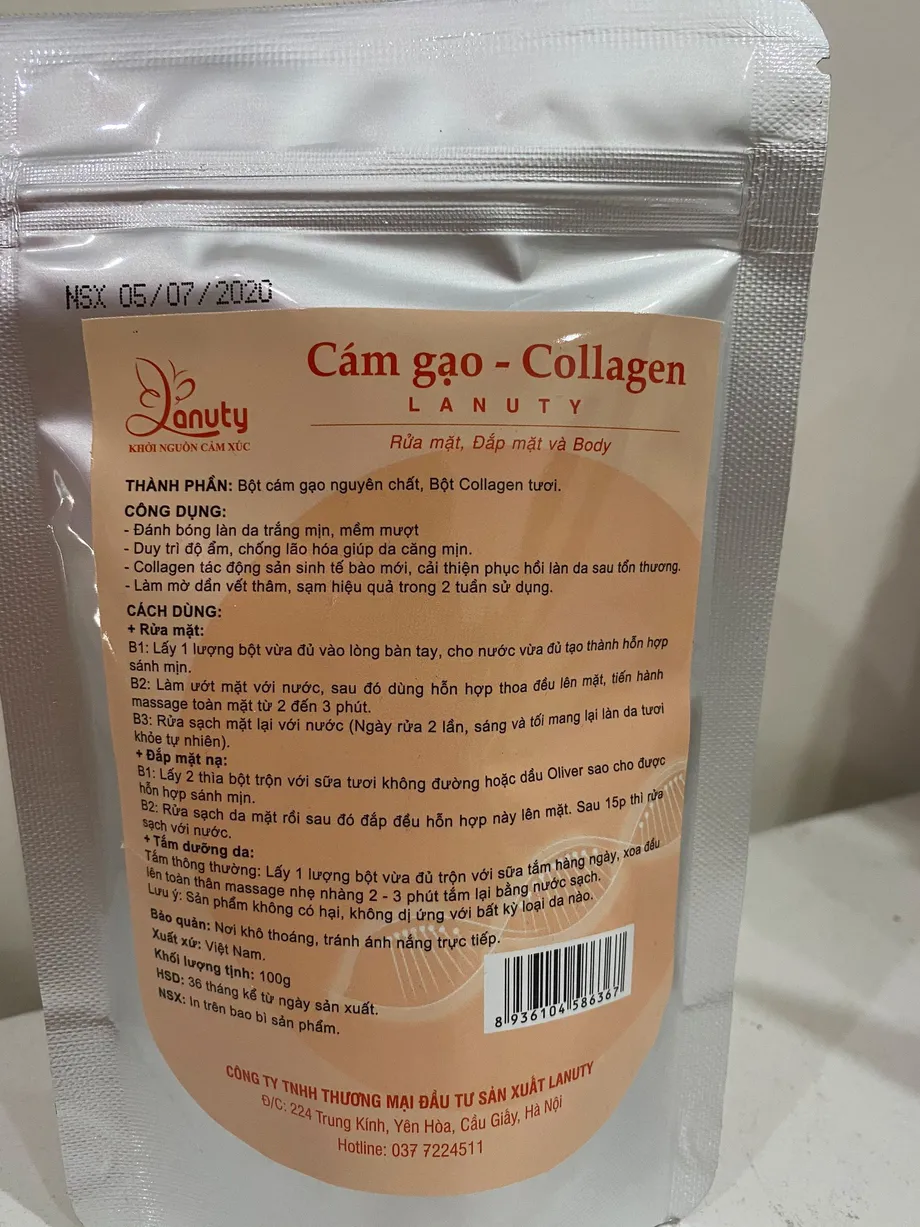 NSX 05/07/2020
Lanuty
KHỞI NGUỒN CẢM XÚC
Cám gạo - Collagen
LANUTY
Rửa mặt, Đắp mặt và Body
THÀNH PHẦN: Bột cám gạo nguyên chất, Bột Collagen tươi.
CÔNG DỤNG:
- Đánh bóng làn da trắng mịn, mềm mượt
- Duy trì độ ẩm, chống lão hóa giúp da căng mịn.
- Collagen tác động sản sinh tế bào mới, cải thiện phục hồi làn da sau tổn thương.
- Làm mờ dần vết thâm, sạm hiệu quả trong 2 tuần sử dụng.
CÁCH DÙNG:
+ Rửa mặt:
B1: Lấy 1 lượng bột vừa đủ vào lòng bàn tay, cho nước vừa đủ tạo thành hỗn hợp
sánh mịn.
B2: Làm ướt mặt với nước, sau đó dùng hỗn hợp thoa đều lên mặt, tiến hành
massage toàn mặt từ 2 đến 3 phút.
B3: Rửa sạch mặt lại với nước (Ngày rửa 2 lần, sáng và tối mang lại làn da tươi
khỏe tự nhiên).
+ Đắp mặt nạ:
B1: Lấy 2 thìa bột trộn với sữa tươi không đường hoặc dầu Oliver sao cho được
hỗn hợp sánh mịn.
B2: Rửa sạch da mặt rồi sau đó đắp đều hỗn hợp này lên mặt. Sau 15p thì rửa
sạch với nước.
+ Tắm dưỡng da:
Tắm thông thường: Lấy 1 lượng bột vừa đủ trộn với sữa tắm hàng ngày, xoa đều
lên toàn thân massage nhẹ nhàng 2 - 3 phút tắm lại bằng nước sạch.
Lưu ý: Sản phẩm không có hại, không dị ứng với bất kỳ loại da nào.
Bảo quản: Nơi khô thoáng, tránh ánh nắng trực tiếp.
Xuất xứ: Việt Nam.
Khối lượng tịnh: 100g
HSD: 36 tháng kể từ ngày sản xuất.
NSX: In trên bao bì sản phẩm.
8 936104 586367
CÔNG TY TNHH THƯƠNG MẠI ĐẦU TƯ SẢN XUẤT LANUTY
Đ/C: 224 Trung Kính, Yên Hòa, Cầu Giấy, Hà Nội
Hotline: 037 7224511